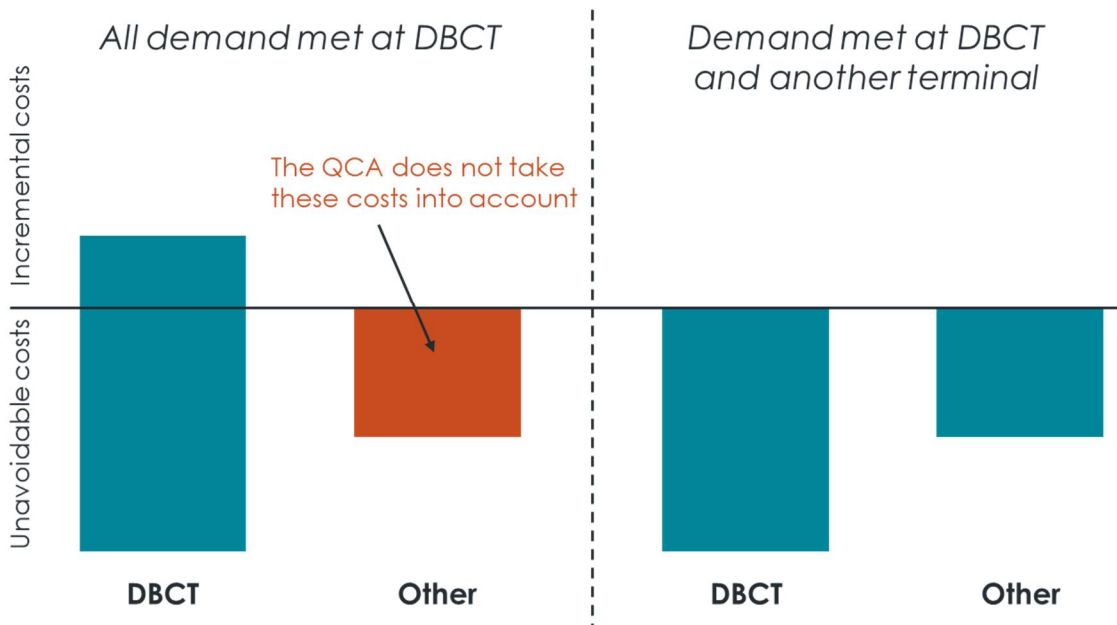 All demand met at DBCT
Demand met at DBCT
and another terminal
Incremental costs
The QCA does not take
these costs into account
Unavoidable costs
DBCT
Other
DBCT
Other